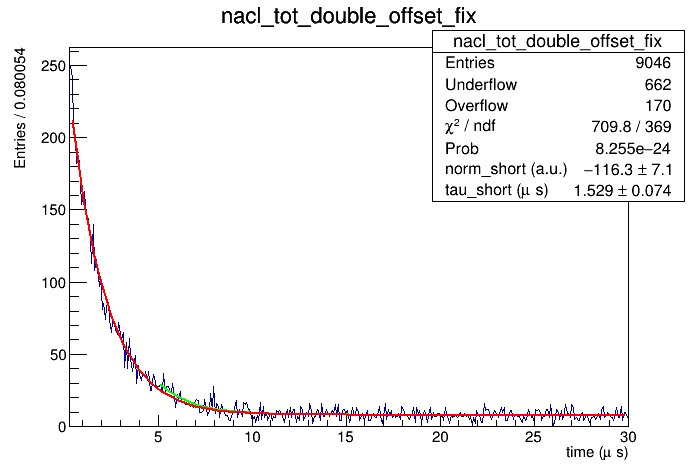 nacl_tot_double_offset_fix
nacl_tot_double_offset_fix
Entries 9046
Underflow 662
Overflow 170
χ² / ndf 709.8 / 369
Prob 8.255e−24
norm_short (a.u.) −116.3 ± 7.1
tau_short (μ s) 1.529 ± 0.074
Entries / 0.080054
250
200
150
100
50
0
5 10 15 20 25 30
time (μ s)